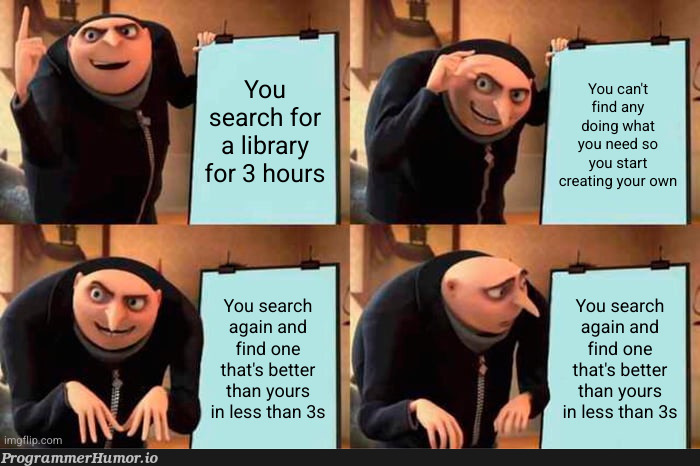 You
search for
a library
for 3 hours
You can't
find any
doing what
you need so
you start
creating your own
You search
again and
find one
that's better
than yours
in less than 3s
You search
again and
find one
that's better
than yours
in less than 3s
imgflip.com
ProgrammerHumor.io